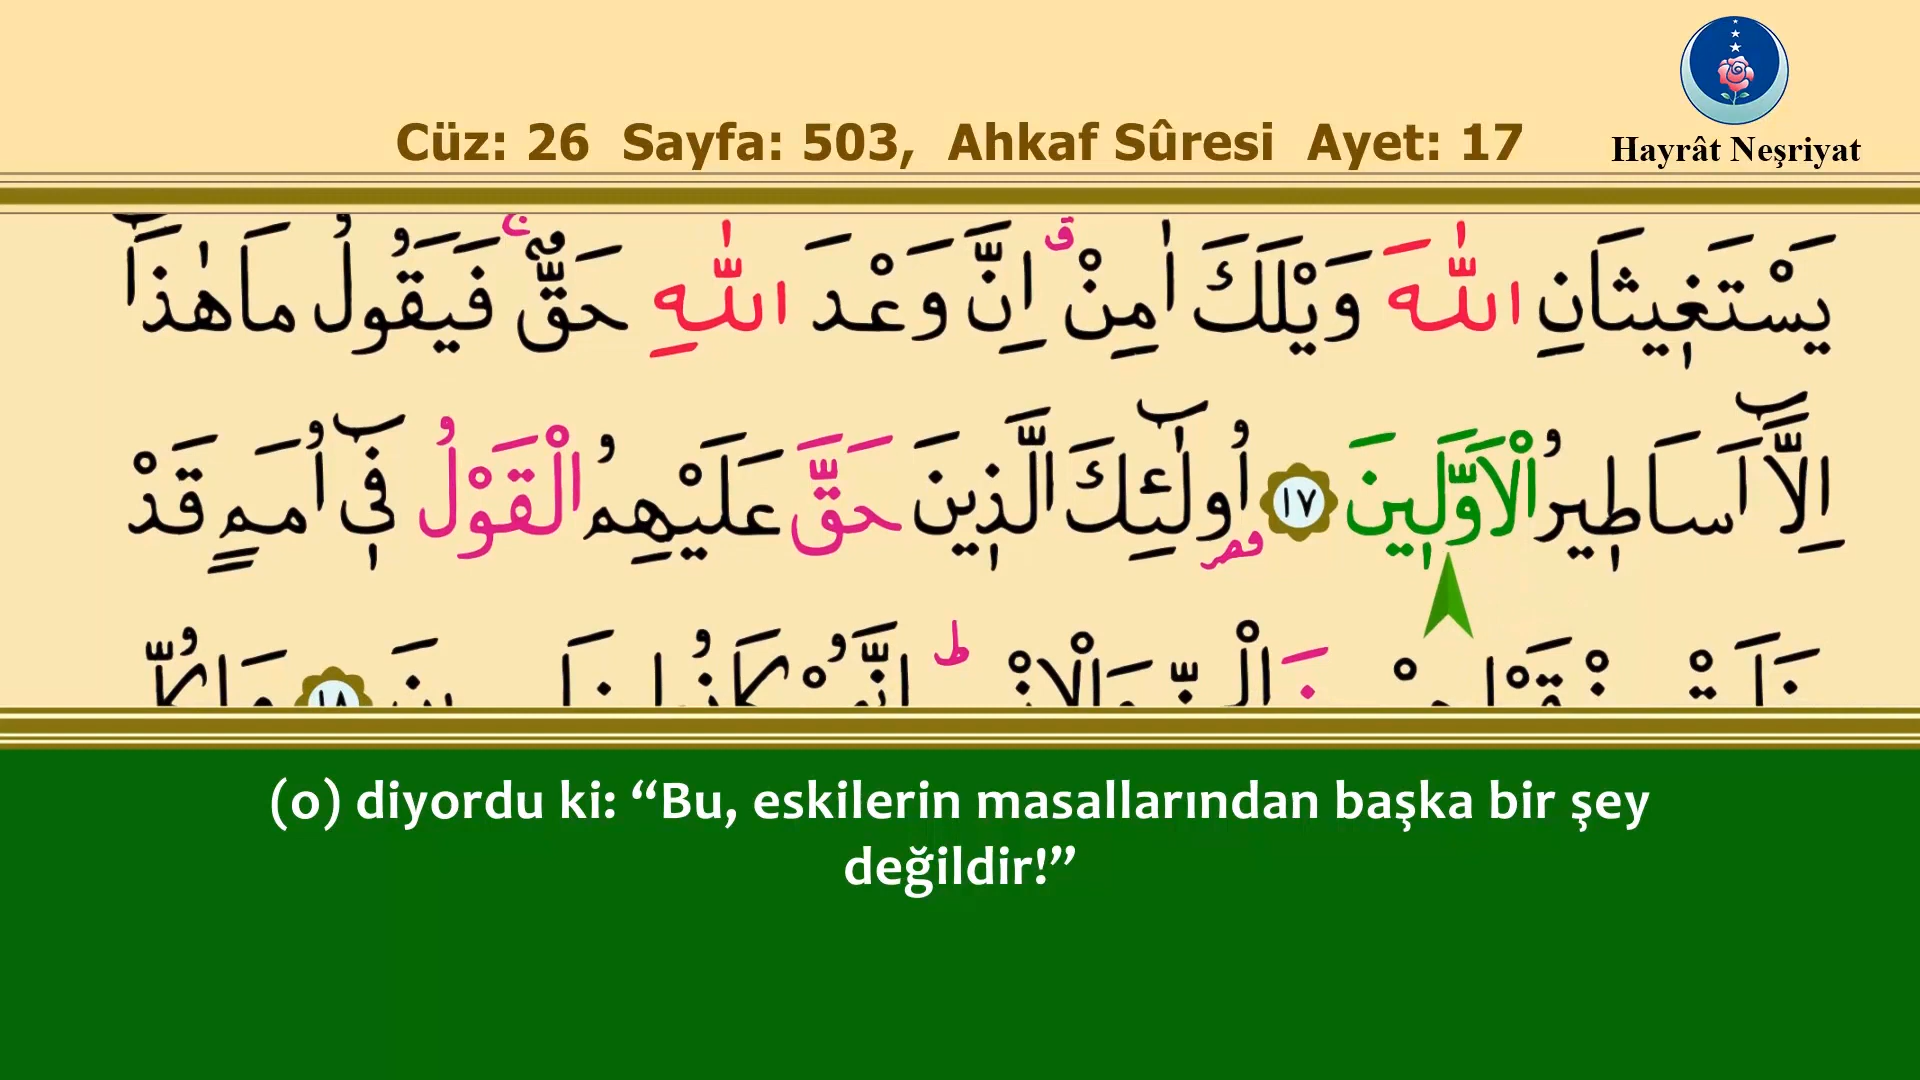 Cüz: 26 Sayfa: 503, Ahkaf Sûresi Ayet: 17
Hayrât Neşriyat
يَسْتَغ۪يثَانِ اللّٰهَ وَيْلَكَ اٰمِنْ اِنَّ وَعْدَ اللّٰهِ حَقٌّ فَيَقُولُ مَا هٰذَٓا
اِلَّٓا اَسَاط۪يرُ الْاَوَّل۪ينَ ١٧ اُو۬لٰٓئِكَ الَّذ۪ينَ حَقَّ عَلَيْهِمُ الْقَوْلُ ف۪ٓي اُمَمٍ قَدْ
(o) diyordu ki: “Bu, eskilerin masallarından başka bir şey
değildir!”